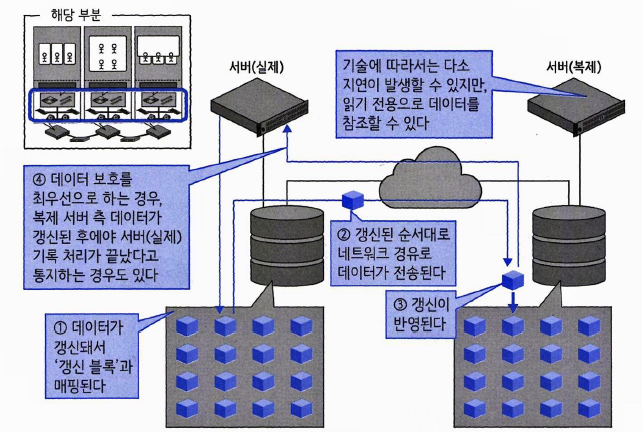 해당 부분
서버(실제)
기술에 따라서는 다소
지연이 발생할 수 있지만,
읽기 전용으로 데이터를
참조할 수 있다
서버(복제)
④ 데이터 보호를
최우선으로 하는 경우,
복제 서버 측 데이터가
갱신된 후에야 서버(실제)
기록 처리가 끝났다고
통지하는 경우도 있다
② 갱신된 순서대로
네트워크 경유로
데이터가 전송된다
③ 갱신이
반영된다
① 데이터가
갱신돼서
‘갱신 블록’과
매핑된다